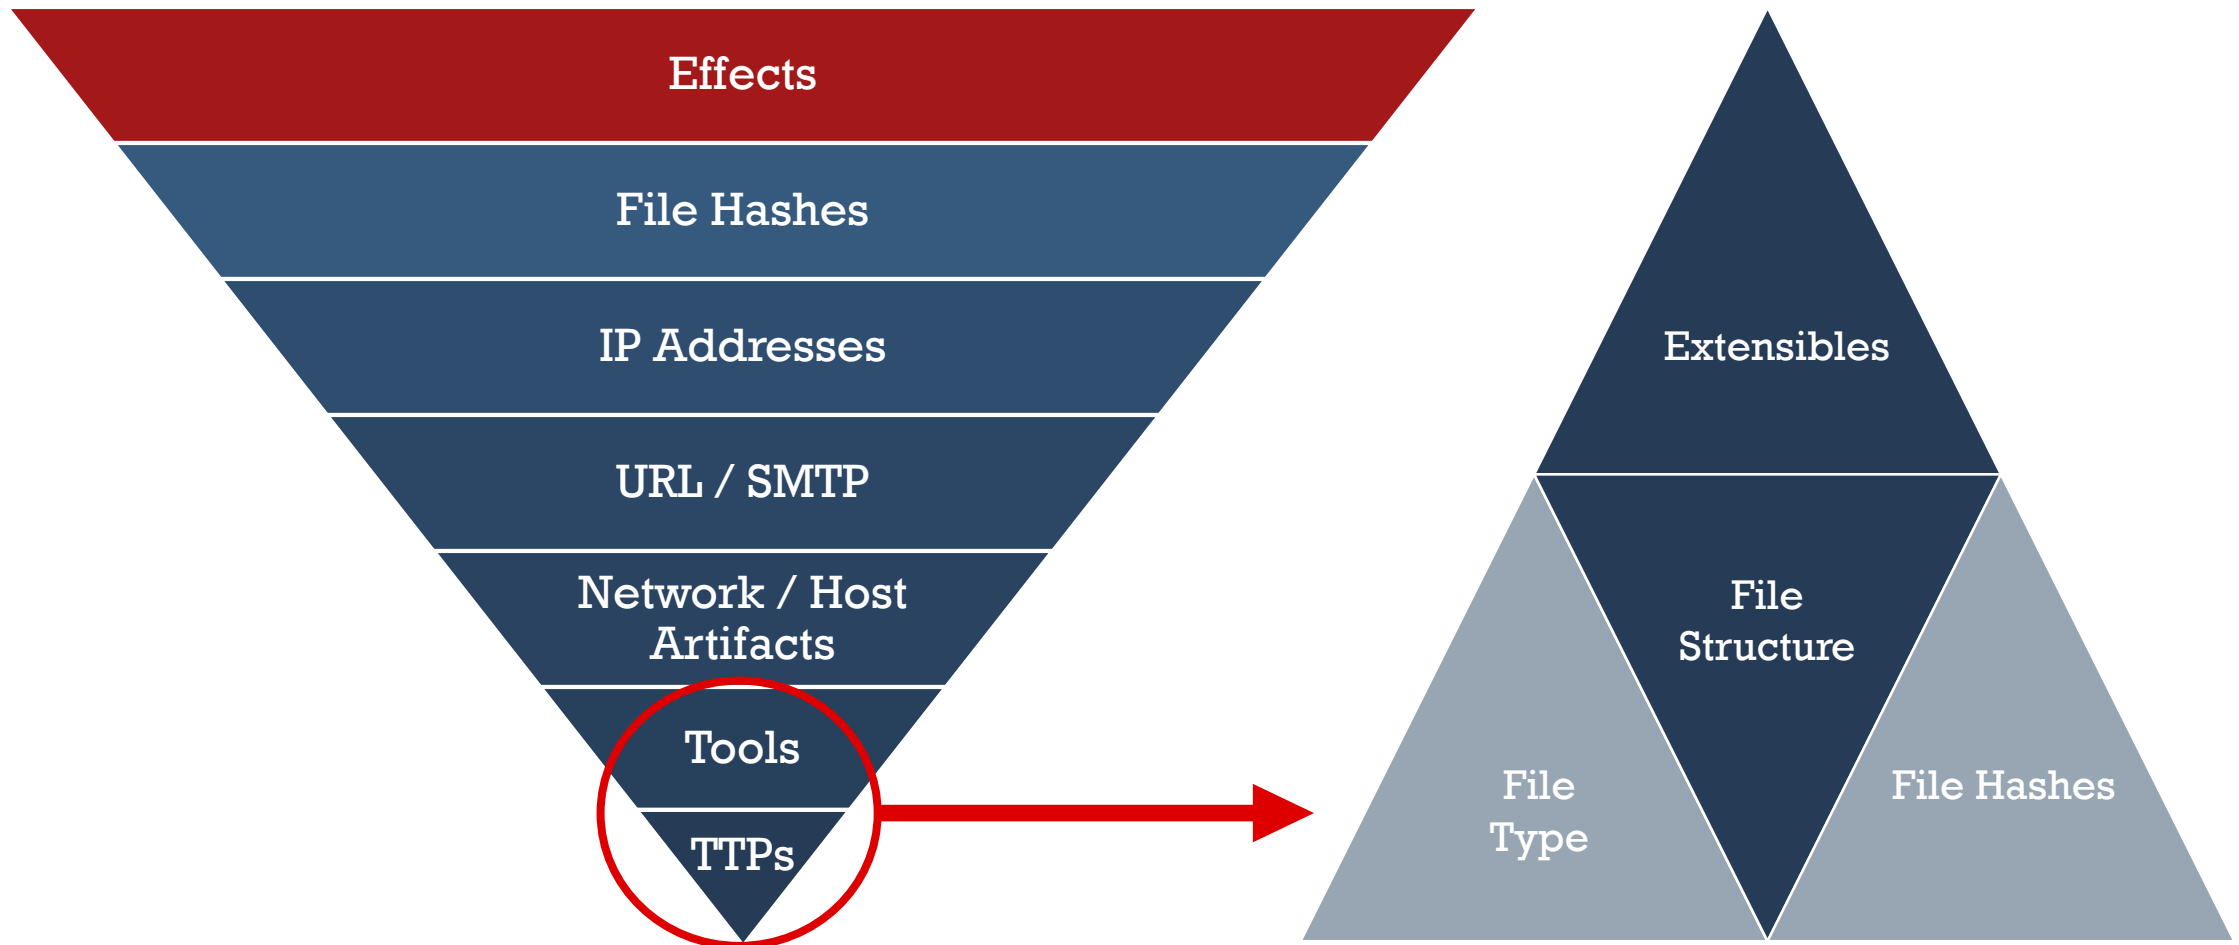 Effects
File Hashes
IP Addresses
URL / SMTP
Network / Host
Artifacts
Tools
TTPs
Extensibles
File
Structure
File
Type
File Hashes